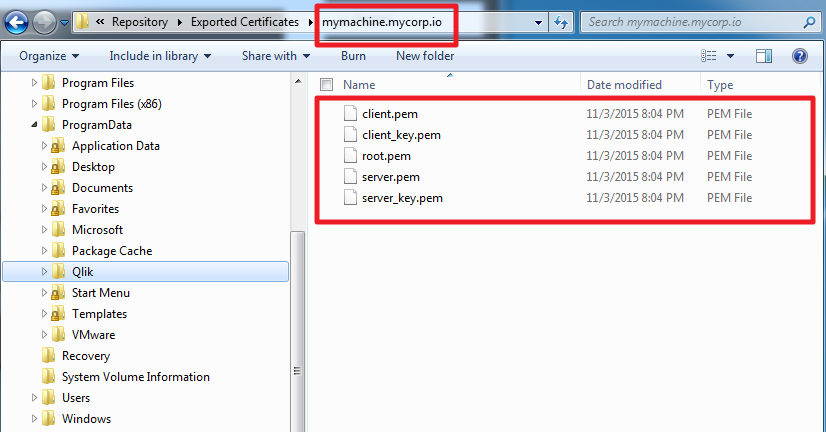 « Repository Exported Certificates mymachine.mycorp.io
Search mymachine.mycorp.io
Organize Include in library Share with Burn New folder
Program Files
Program Files (x86)
ProgramData
Application Data
Desktop
Documents
Favorites
Microsoft
Package Cache
Qlik
Start Menu
Templates
VMware
Recovery
System Volume Information
Users
Windows
Name Date modified Type
client.pem 11/3/2015 8:04 PM PEM File
client_key.pem 11/3/2015 8:04 PM PEM File
root.pem 11/3/2015 8:04 PM PEM File
server.pem 11/3/2015 8:04 PM PEM File
server_key.pem 11/3/2015 8:04 PM PEM File